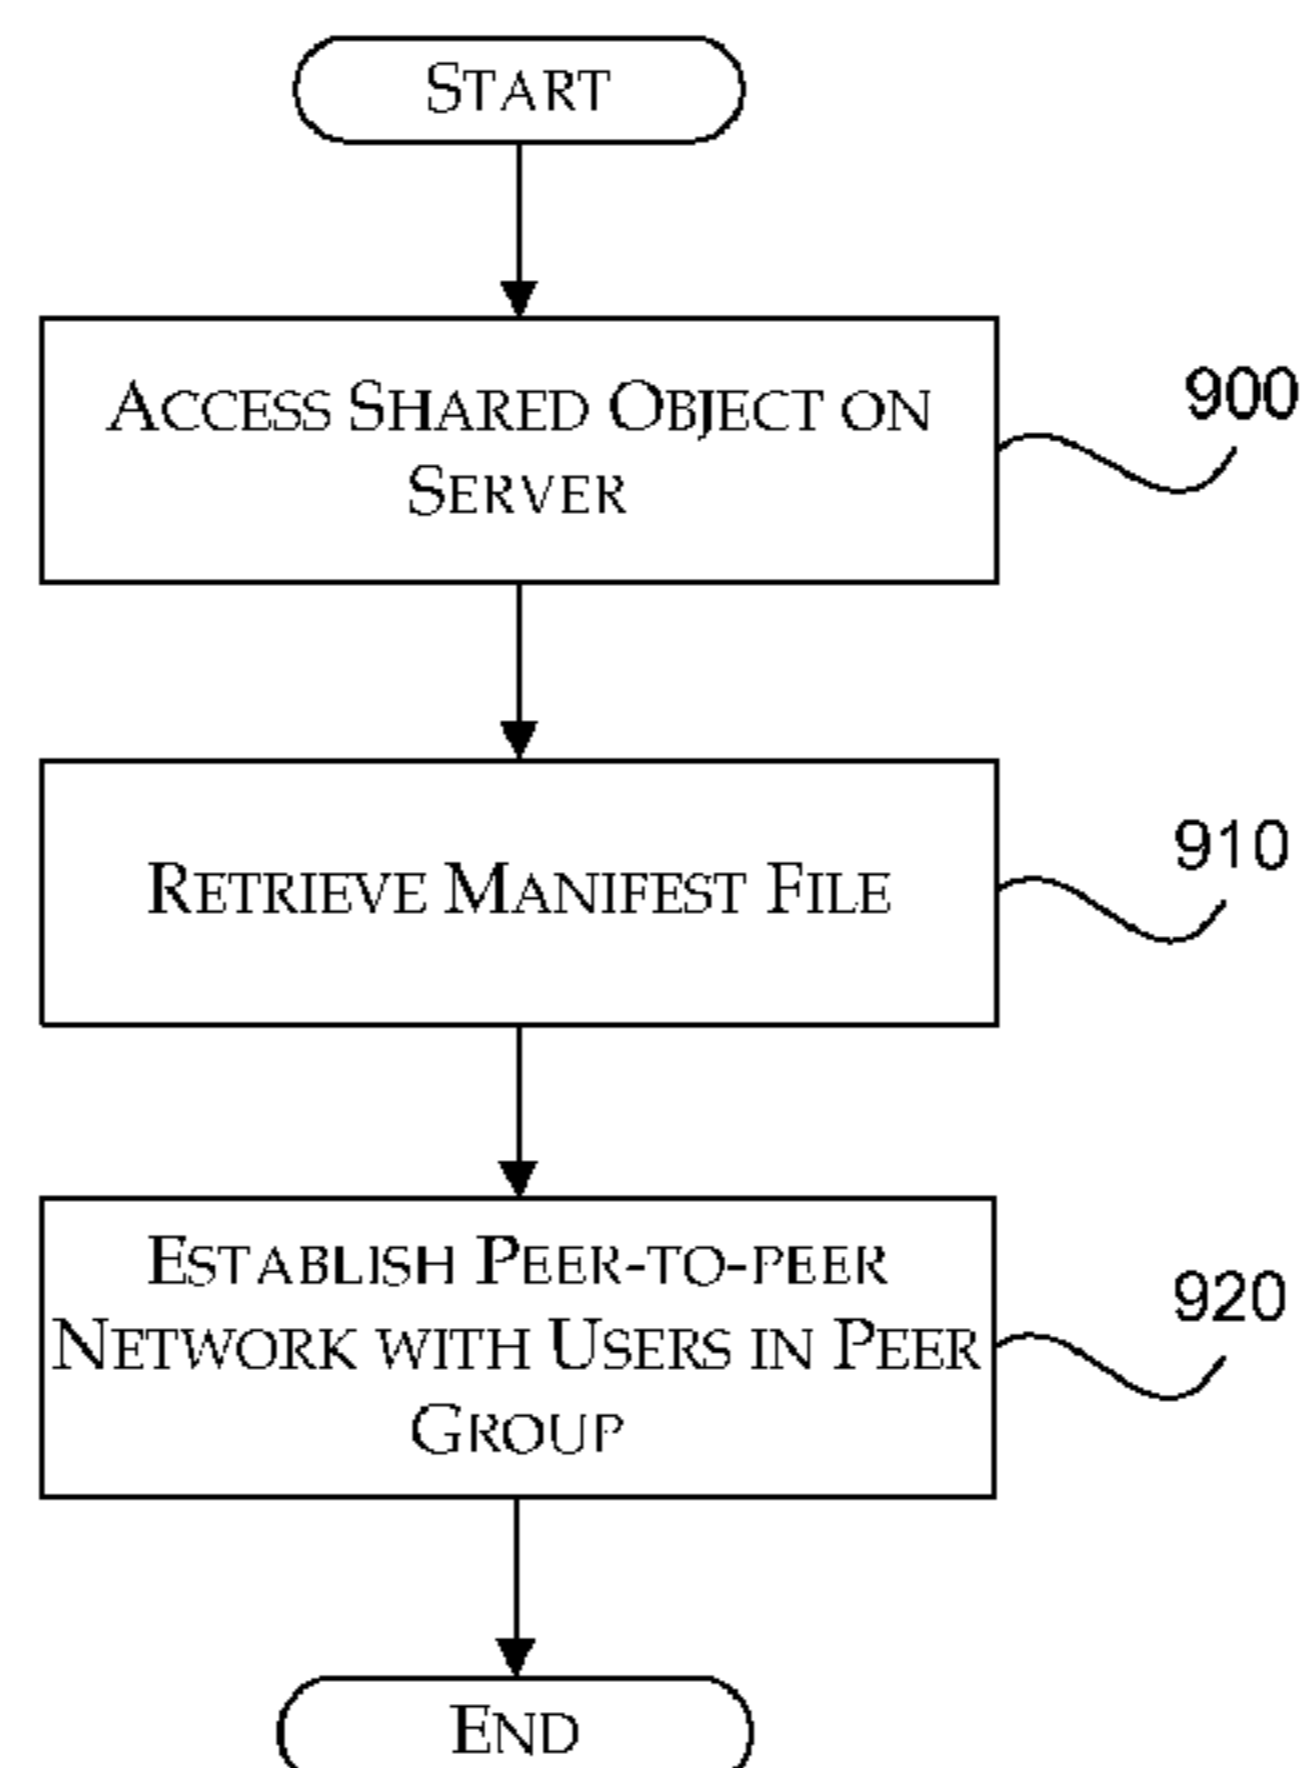 START
ACCESS SHARED OBJECT ON
SERVER
900
RETRIEVE MANIFEST FILE
910
ESTABLISH PEER-TO-PEER
NETWORK WITH USERS IN PEER
GROUP
920
END